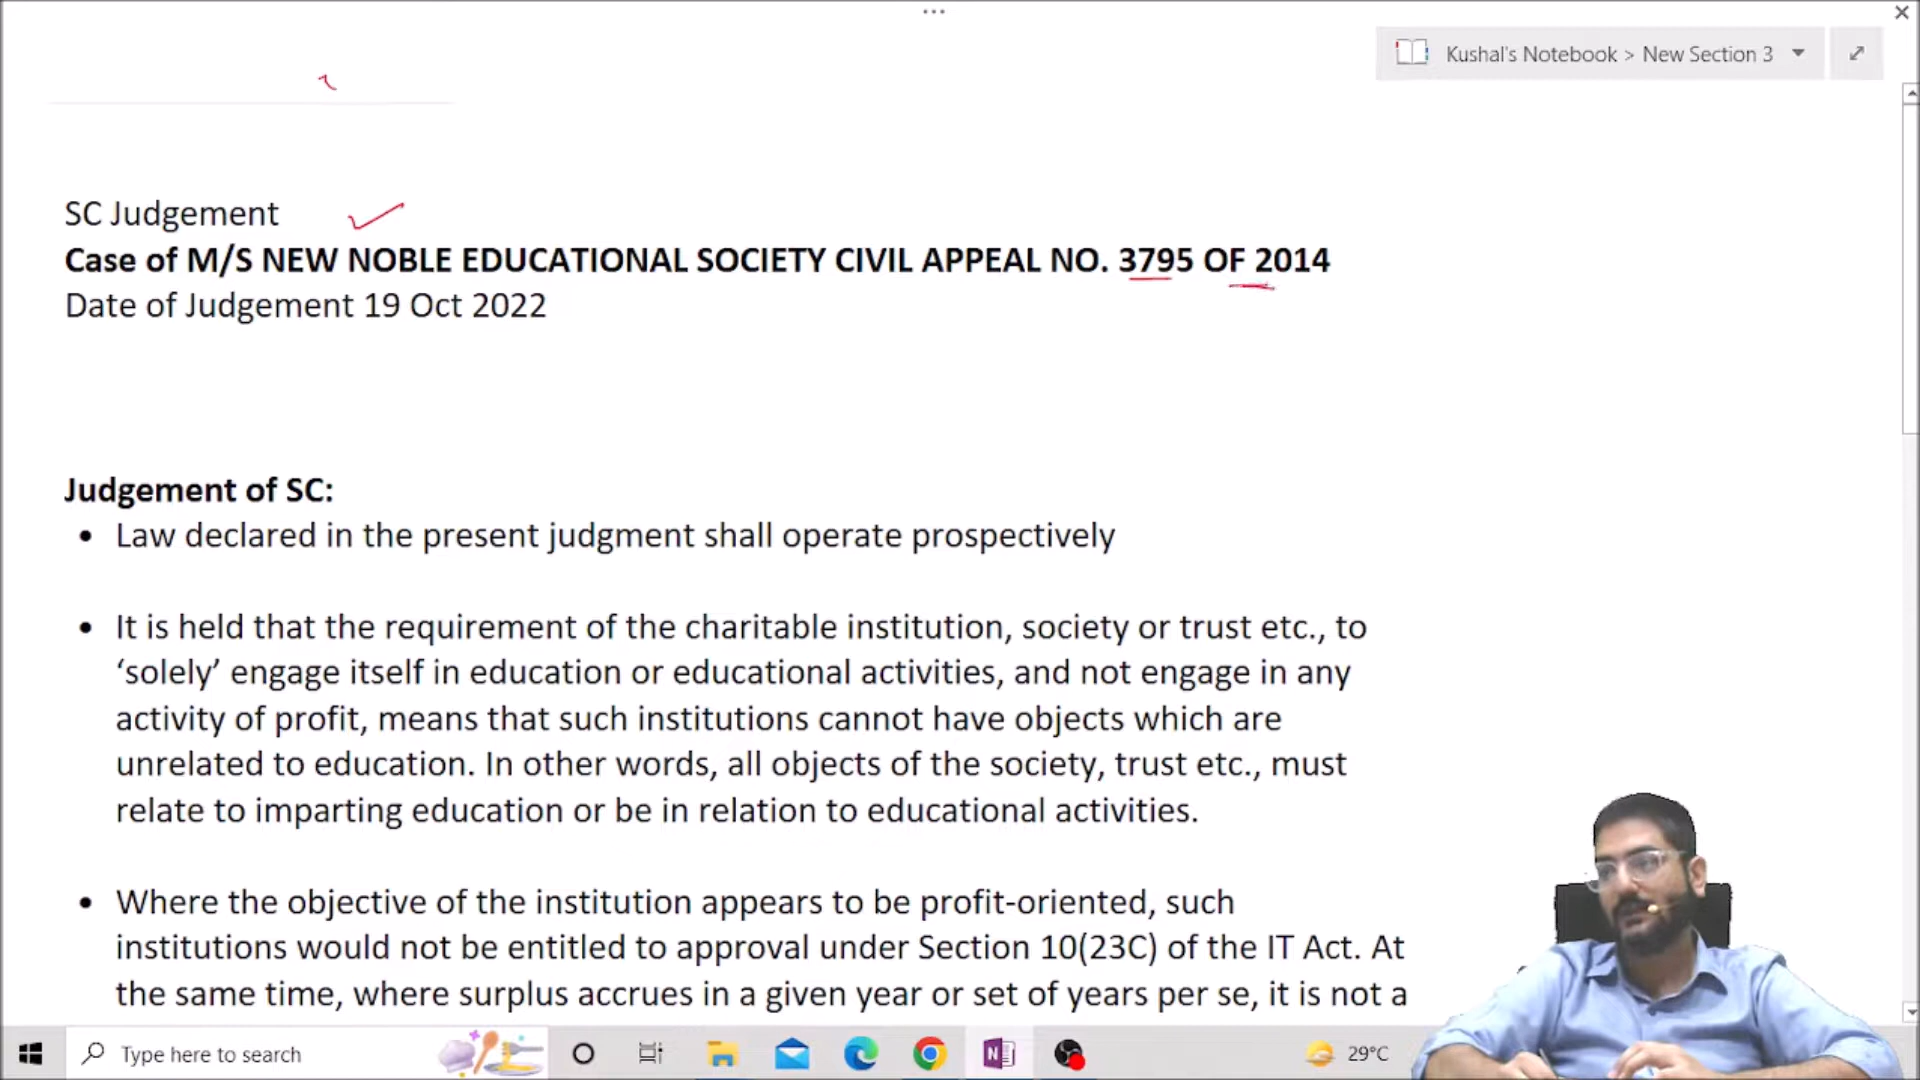 Kushal's Notebook > New Section 3
SC Judgement
Case of M/S NEW NOBLE EDUCATIONAL SOCIETY CIVIL APPEAL NO. 3795 OF 2014
Date of Judgement 19 Oct 2022
Judgement of SC:
• Law declared in the present judgment shall operate prospectively
• It is held that the requirement of the charitable institution, society or trust etc., to
‘solely’ engage itself in education or educational activities, and not engage in any
activity of profit, means that such institutions cannot have objects which are
unrelated to education. In other words, all objects of the society, trust etc., must
relate to imparting education or be in relation to educational activities.
• Where the objective of the institution appears to be profit-oriented, such
institutions would not be entitled to approval under Section 10(23C) of the IT Act. At
the same time, where surplus accrues in a given year or set of years per se, it is not a
Type here to search
N
29°C